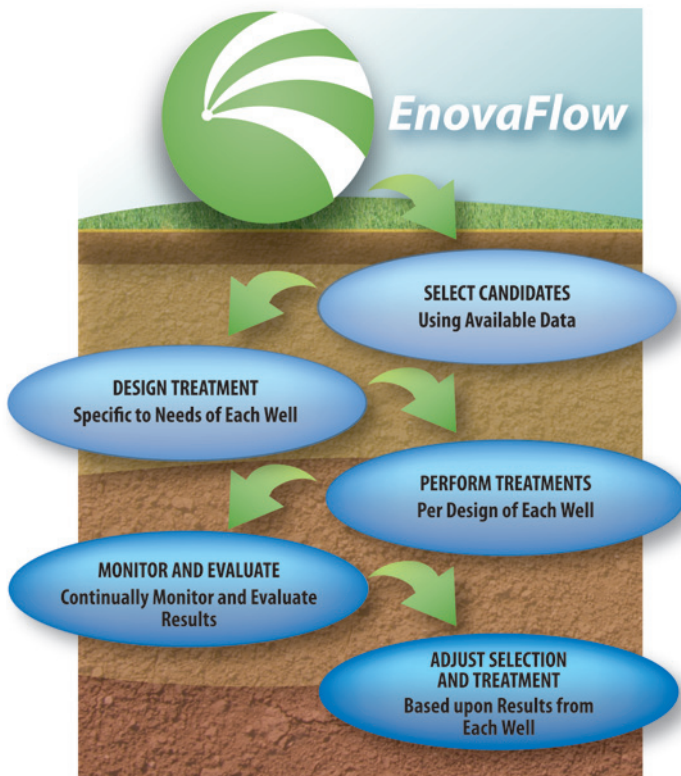 EnovaFlow
SELECT CANDIDATES
Using Available Data
DESIGN TREATMENT
Specific to Needs of Each Well
PERFORM TREATMENTS
Per Design of Each Well
MONITOR AND EVALUATE
Continually Monitor and Evaluate
Results
ADJUST SELECTION
AND TREATMENT
Based upon Results from
Each Well